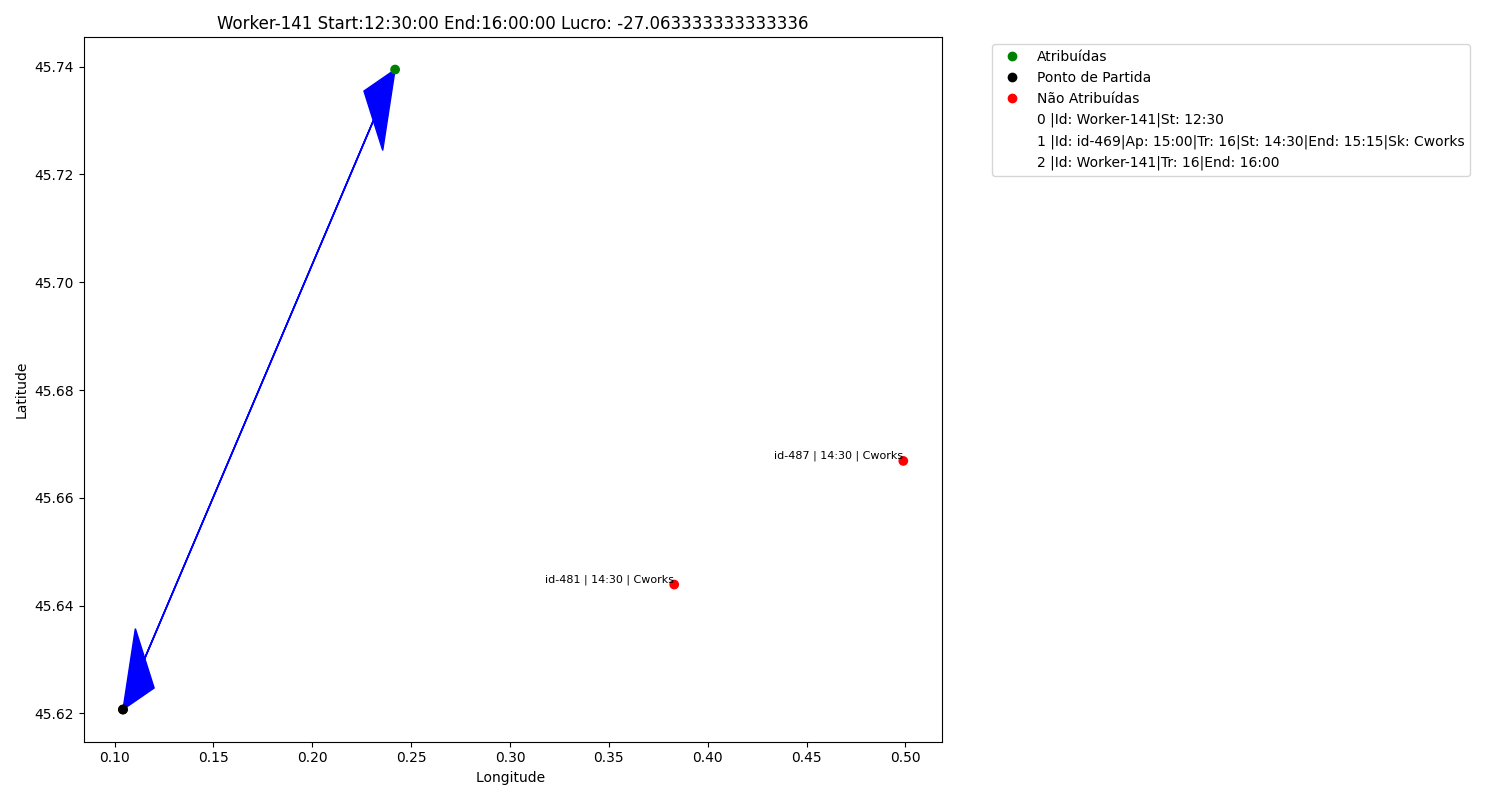 Worker-141 Start:12:30:00 End:16:00:00 Lucro: -27.063333333333336
45.74
45.72
45.70
45.68
45.66
45.64
45.62
Latitude
id-487 | 14:30 | Cworks
id-481 | 14:30 | Cworks
0.10 0.15 0.20 0.25 0.30 0.35 0.40 0.45 0.50
Longitude
Atribuídas
Ponto de Partida
Não Atribuídas
0 |Id: Worker-141|St: 12:30
1 |Id: id-469|Ap: 15:00|Tr: 16|St: 14:30|End: 15:15|Sk: Cworks
2 |Id: Worker-141|Tr: 16|End: 16:00